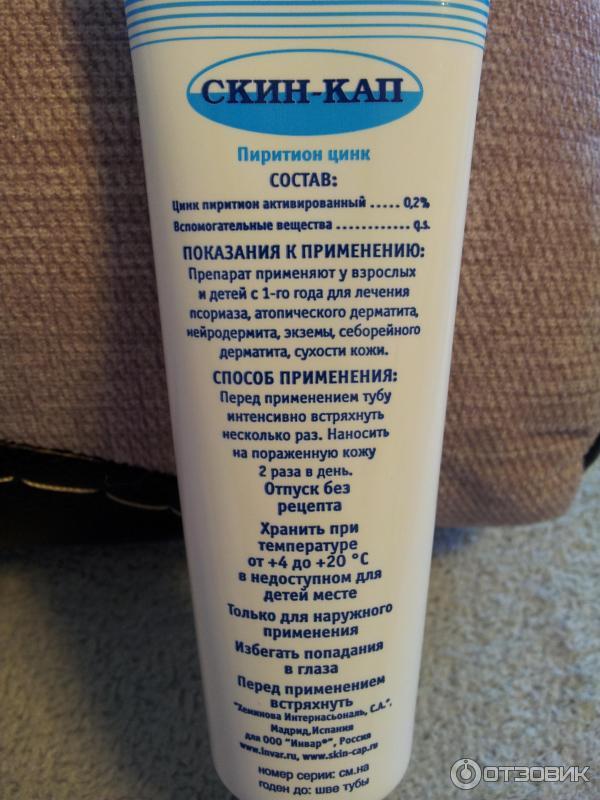 СКИН-КАП
Пиритион цинк
СОСТАВ:
Цинк пиритион активированный ..... 0,2%
Вспомогательные вещества ............ q.s.
ПОКАЗАНИЯ К ПРИМЕНЕНИЮ:
Препарат применяют у взрослых
и детей с 1-го года для лечения
псориаза, атопического дерматита,
нейродермита, экземы, себорейного
дерматита, сухости кожи.
СПОСОБ ПРИМЕНЕНИЯ:
Перед применением тубу
интенсивно встряхнуть
несколько раз. Наносить
на пораженную кожу
2 раза в день.
Отпуск без
рецепта
Хранить при
температуре
от +4 до +20 °С
в недоступном для
детей месте
Только для наружного
применения
Избегать попадания
в глаза
Перед применением
встряхнуть
"Хеминова Интернасьональ, С.А.",
Мадрид,Испания
для ООО "Инвар®", Россия
www.invar.ru, www.skin-cap.ru
номер серии: см.на
годен до: шве тубы
ОТЗОВИК